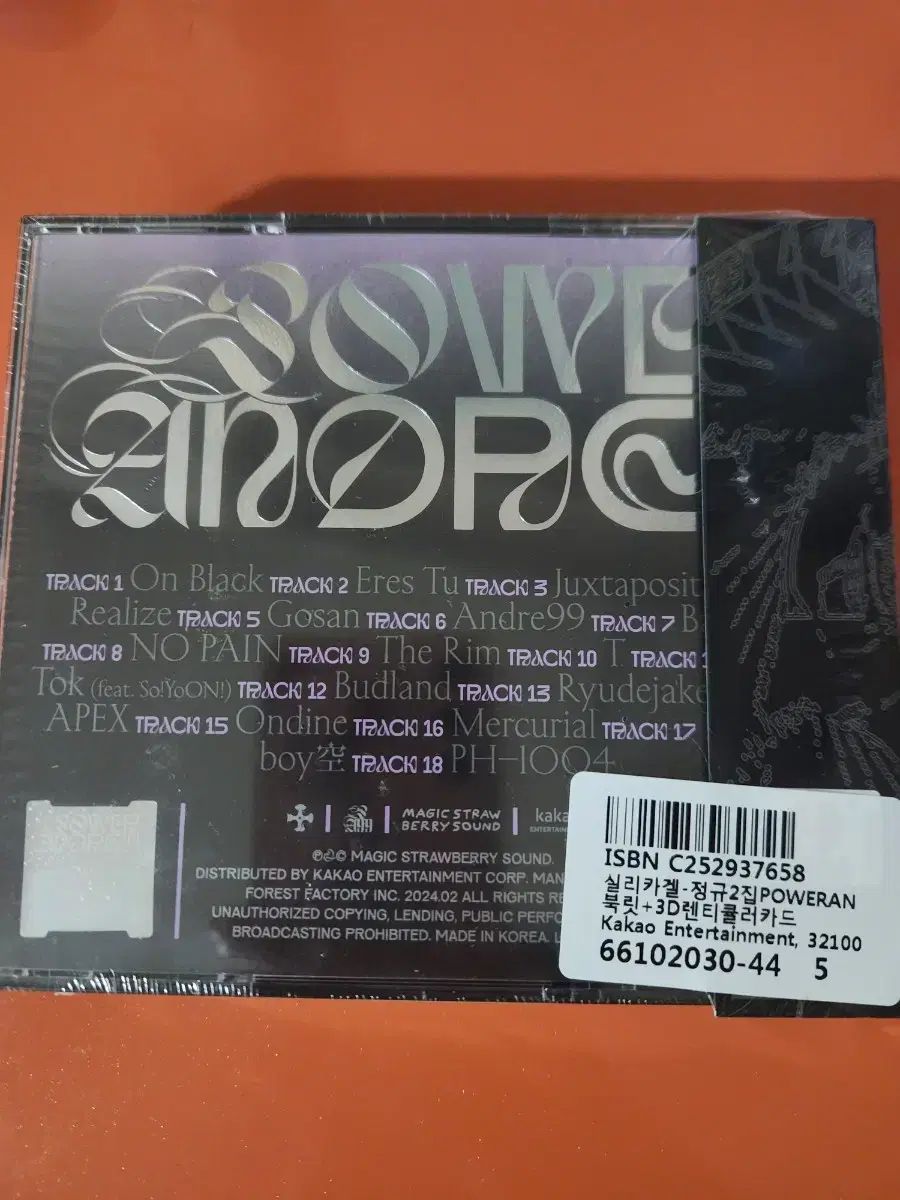 POWE
ANDRE
TRACK 1 On Black TRACK 2 Eres Tu TRACK 3 Juxtaposit
Realize TRACK 5 Gosan TRACK 6 Andre99 TRACK 7 B
TRACK 8 NO PAIN TRACK 9 The Rim TRACK 10 T TRACK 1
Tok (feat. So!YoON!) TRACK 12 Budland TRACK 13 Ryudejake
APEX TRACK 15 Ondine TRACK 16 Mercurial TRACK 17
boy空 TRACK 18 PH-1004
MAGIC STRAW
BERRY SOUND
kaka
ENTERTAINM
℗&© MAGIC STRAWBERRY SOUND.
DISTRIBUTED BY KAKAO ENTERTAINMENT CORP. MAN
FOREST FACTORY INC. 2024.02 ALL RIGHTS RE
UNAUTHORIZED COPYING, LENDING, PUBLIC PERFO
BROADCASTING PROHIBITED. MADE IN KOREA. L
ISBN C252937658
실리카겔-정규2집POWERAN
북릿+3D렌티큘러카드
Kakao Entertainment, 32100
66102030-44 5